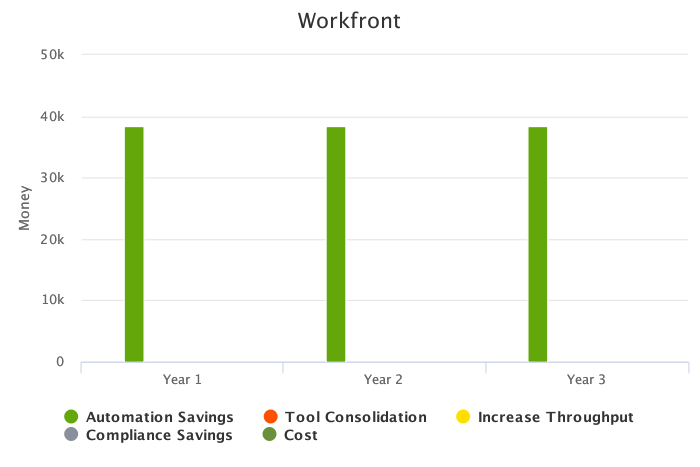 Workfront
50k
40k
30k
20k
10k
0
Money
Year 1 Year 2 Year 3
Automation Savings Tool Consolidation Increase Throughput
Compliance Savings Cost